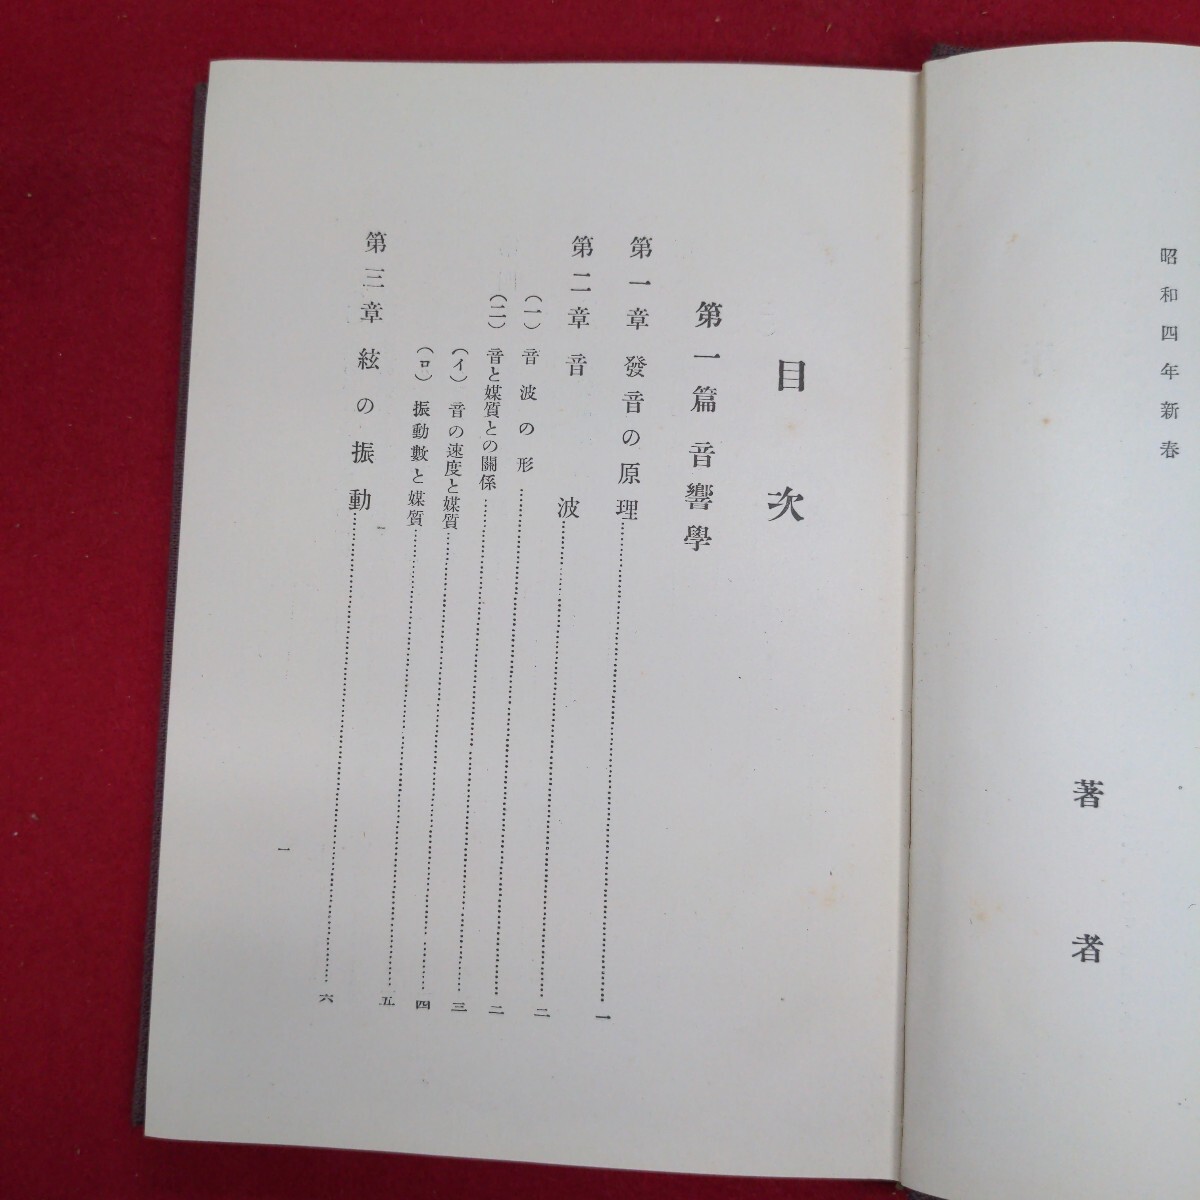 昭和四年新春
著者
目次
第一篇 音響學
第一章 發音の原理……一
第二章 音波……二
(一) 音波の形……二
(二) 音と媒質との關係……三
(イ) 音の速度と媒質……四
(ロ) 振動數と媒質……五
第三章 絃の振動……六
一